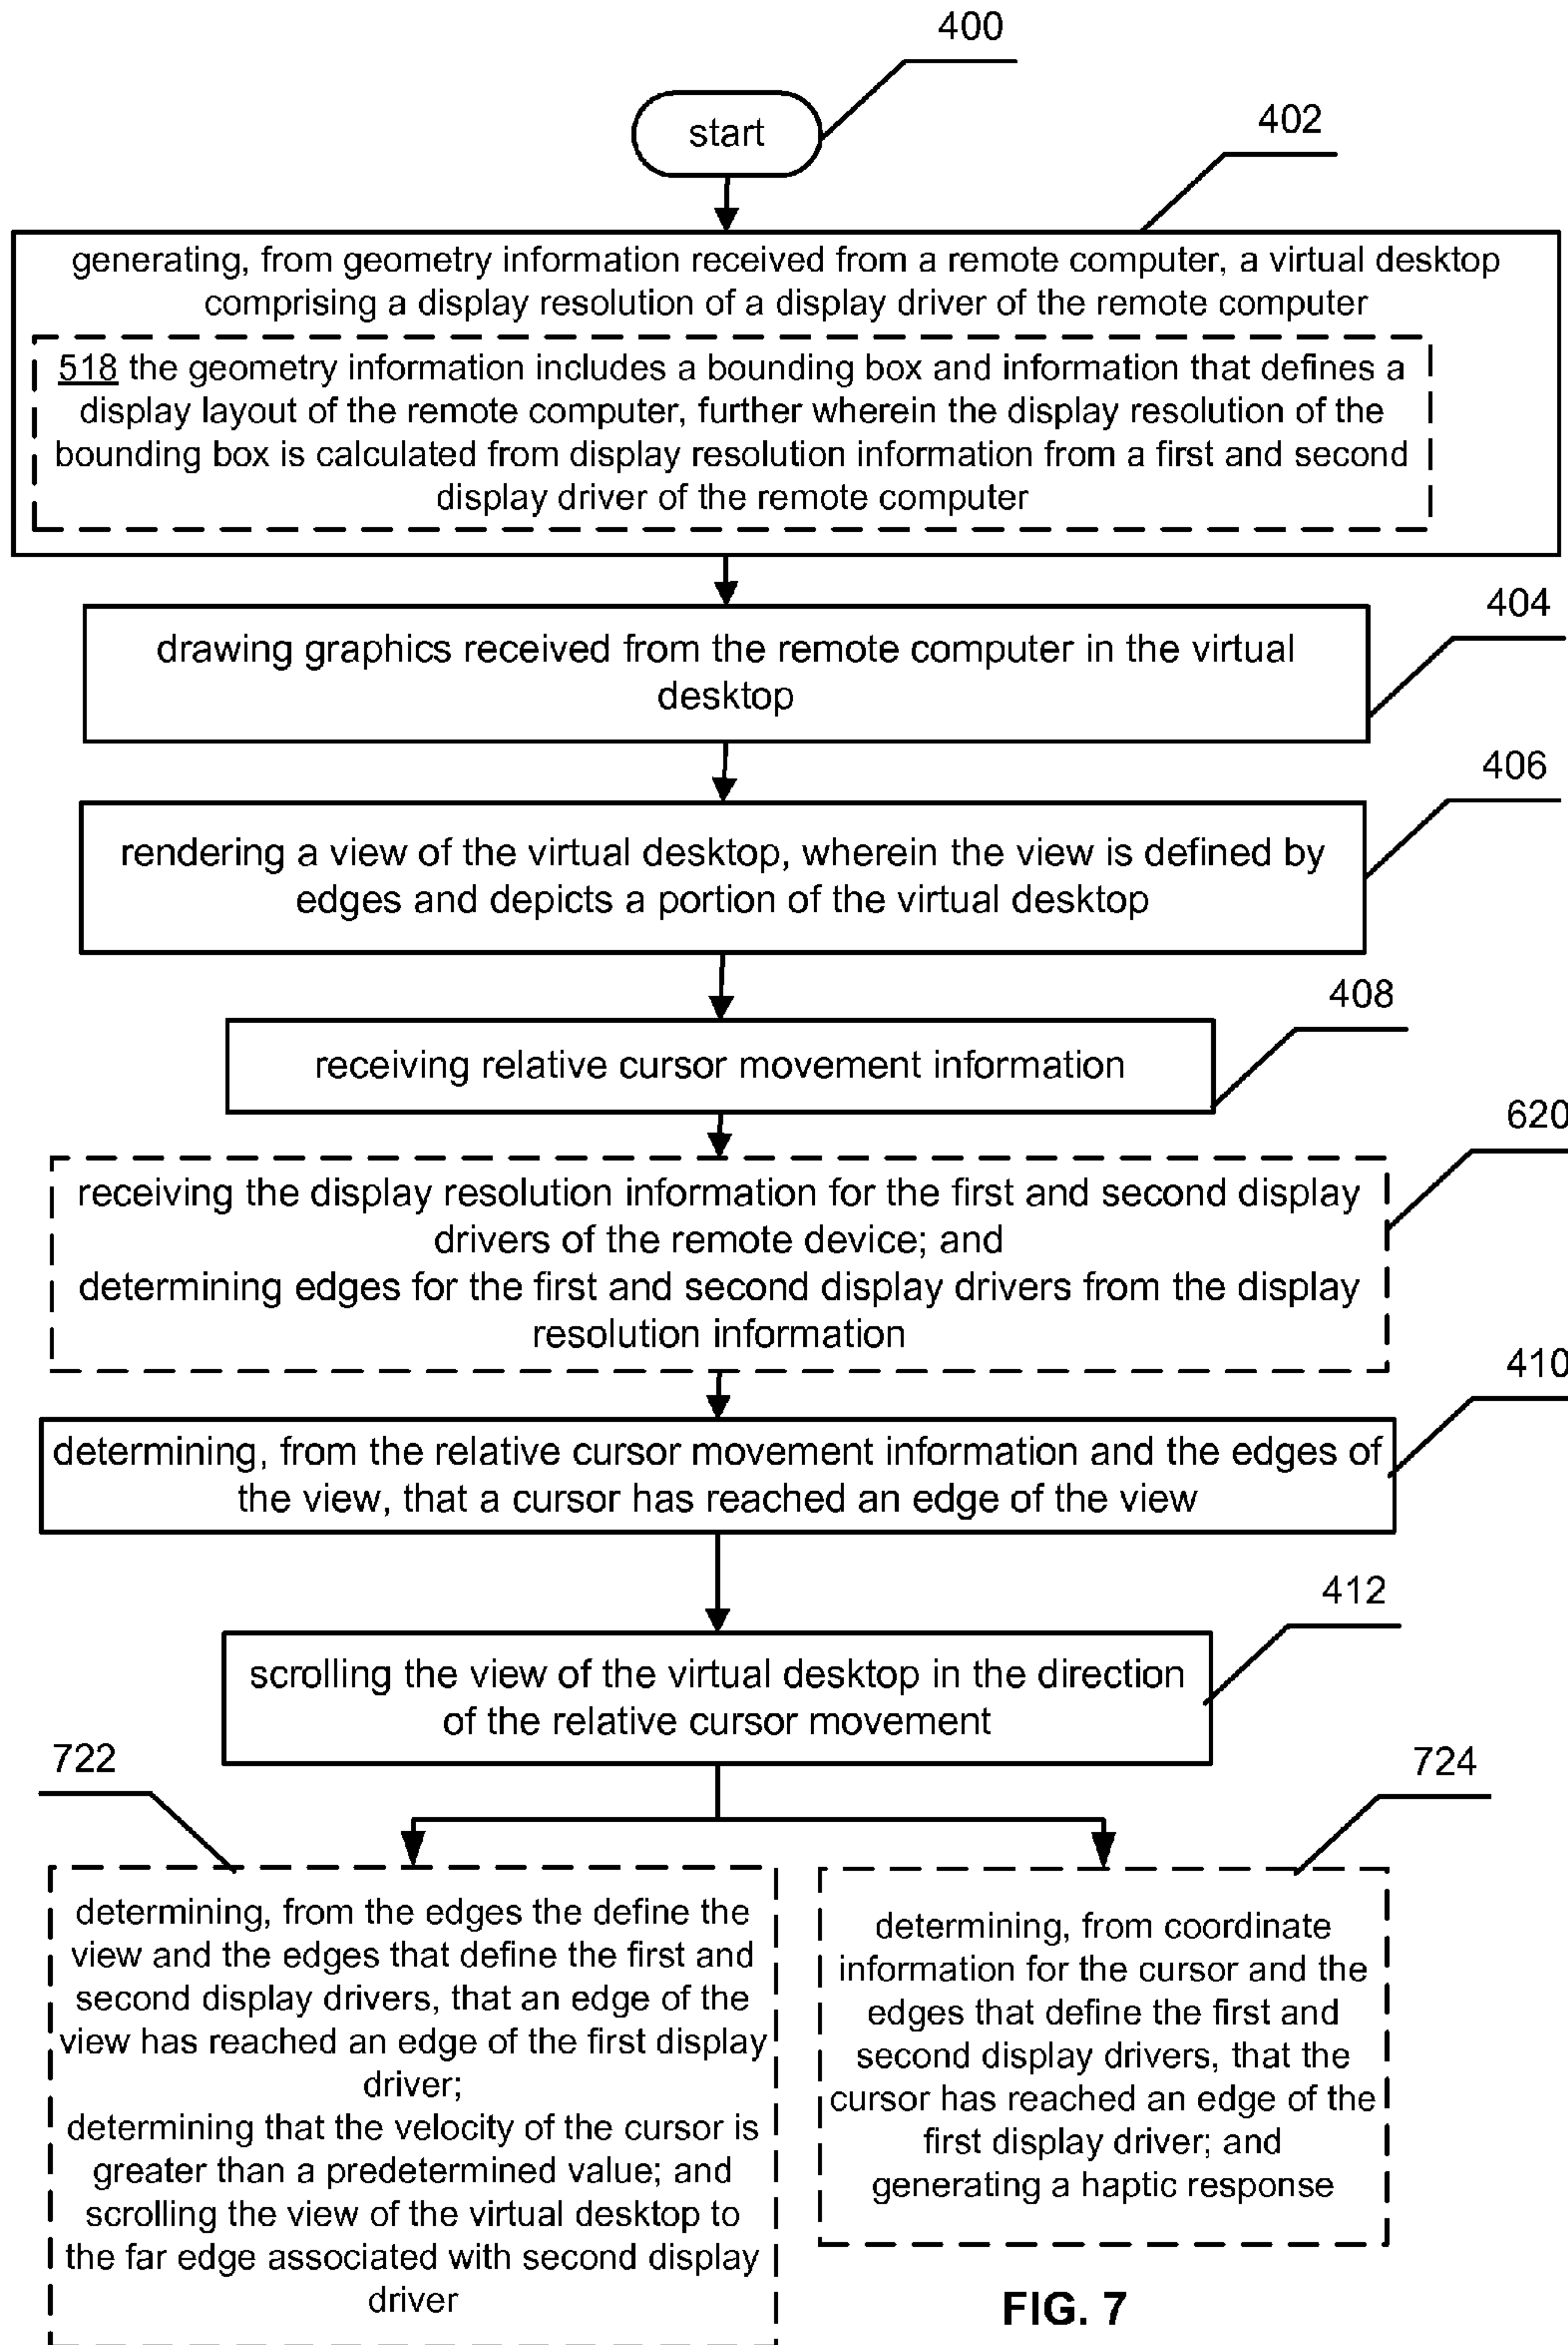 400
start
402
generating, from geometry information received from a remote computer, a virtual desktop
comprising a display resolution of a display driver of the remote computer
518 the geometry information includes a bounding box and information that defines a
display layout of the remote computer, further wherein the display resolution of the
bounding box is calculated from display resolution information from a first and second
display driver of the remote computer
404
drawing graphics received from the remote computer in the virtual
desktop
406
rendering a view of the virtual desktop, wherein the view is defined by
edges and depicts a portion of the virtual desktop
408
receiving relative cursor movement information
620
receiving the display resolution information for the first and second display
drivers of the remote device; and
determining edges for the first and second display drivers from the display
resolution information
410
determining, from the relative cursor movement information and the edges of
the view, that a cursor has reached an edge of the view
412
scrolling the view of the virtual desktop in the direction
of the relative cursor movement
722
determining, from the edges the define the
view and the edges that define the first and
second display drivers, that an edge of the
view has reached an edge of the first display
driver;
determining that the velocity of the cursor is
greater than a predetermined value; and
scrolling the view of the virtual desktop to
the far edge associated with second display
driver
724
determining, from coordinate
information for the cursor and the
edges that define the first and
second display drivers, that the
cursor has reached an edge of the
first display driver; and
generating a haptic response
FIG. 7